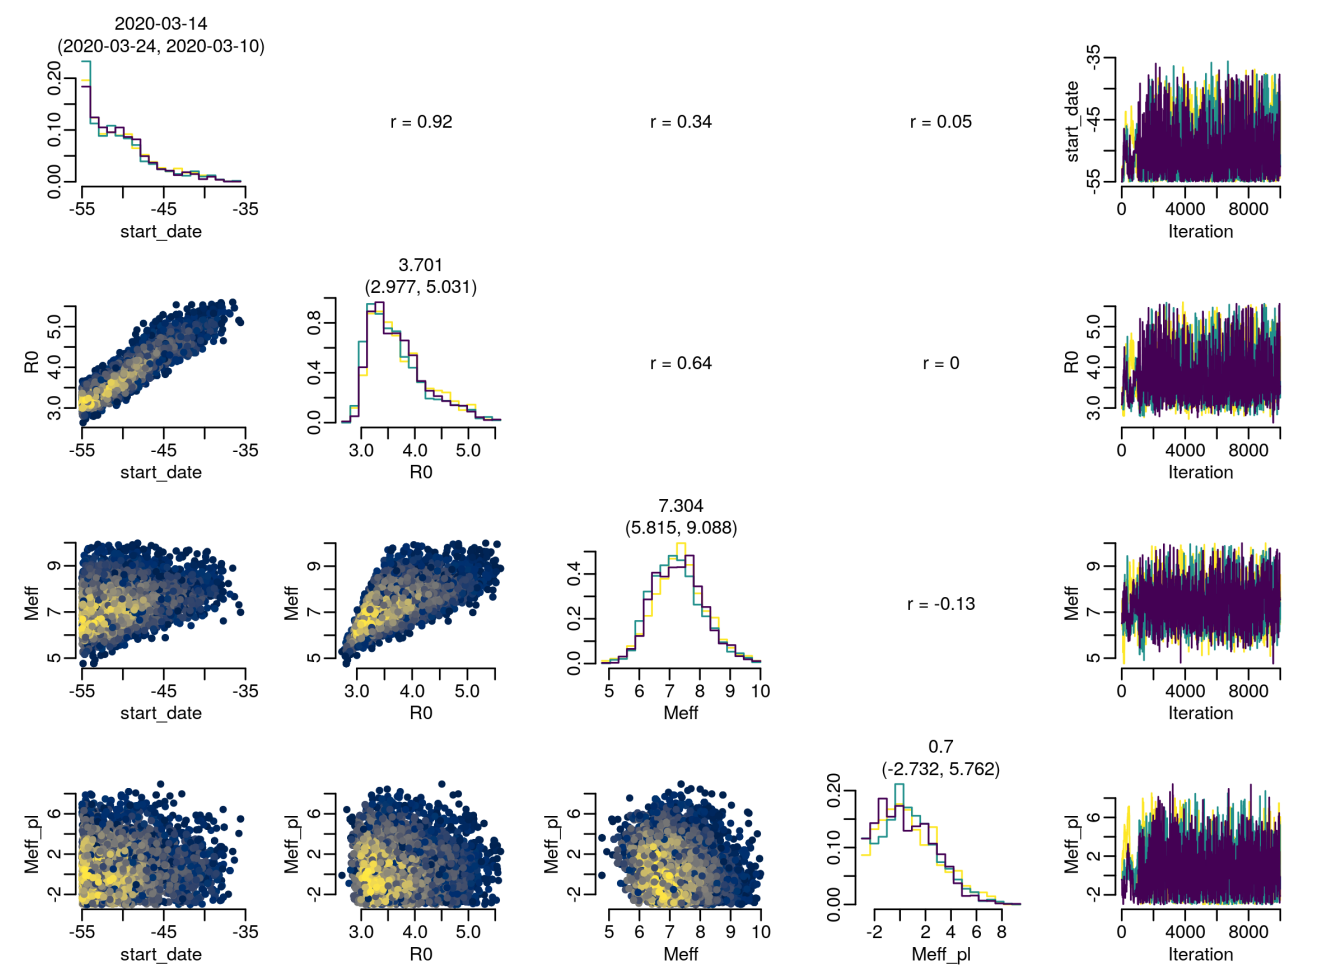 2020-03-14
(2020-03-24, 2020-03-10)
0.00 0.10 0.20
-55 -45 -35
start_date
r = 0.92
r = 0.34
r = 0.05
start_date
-55 -45 -35
0 4000 8000
Iteration
R0
3.0 4.0 5.0
-55 -45 -35
start_date
3.701
(2.977, 5.031)
0.0 0.4 0.8
3.0 4.0 5.0
R0
r = 0.64
r = 0
R0
3.0 4.0 5.0
0 4000 8000
Iteration
Meff
5 7 9
-55 -45 -35
start_date
Meff
5 7 9
3.0 4.0 5.0
R0
7.304
(5.815, 9.088)
0.0 0.2 0.4
5 6 7 8 9 10
Meff
r = -0.13
Meff
5 7 9
0 4000 8000
Iteration
Meff_pl
-2 2 6
-55 -45 -35
start_date
Meff_pl
-2 2 6
3.0 4.0 5.0
R0
Meff_pl
-2 2 6
5 6 7 8 9 10
Meff
0.7
(-2.732, 5.762)
0.00 0.10 0.20
-2 2 4 6 8
Meff_pl
Meff_pl
-2 2 6
0 4000 8000
Iteration